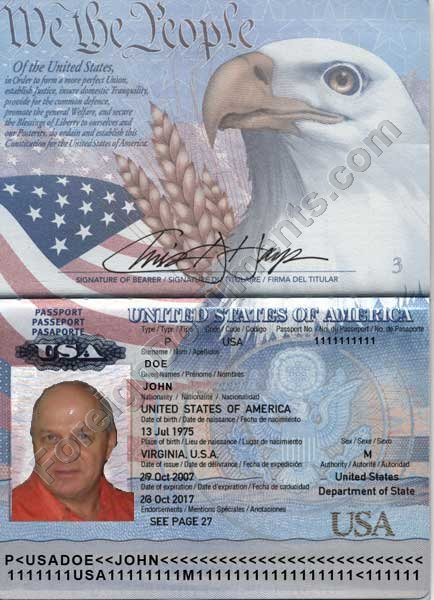 We the People
Of the United States,
in Order to form a more perfect Union,
establish Justice, insure domestic Tranquility,
provide for the common defence,
promote the general Welfare, and secure
the Blessings of Liberty to ourselves and
our Posterity, do ordain and establish this
Constitution for the United States of America.
SIGNATURE OF BEARER / SIGNATURE DU TITULAIRE / FIRMA DEL TITULAR
3
PASSPORT
PASSEPORT
PASAPORTE
USA
UNITED STATES OF AMERICA
Type / Type / Tipo Code / Code / Codigo Passport No. / No. du Passeport / No. de Pasaporte
P USA 1111111111
Surname / Nom / Apellidos
DOE
Given Names / Prénoms / Nombres
JOHN
Nationality / Nationalité / Nacionalidad
UNITED STATES OF AMERICA
Date of birth / Date de naissance / Fecha de nacimiento
13 Jul 1975
Place of birth / Lieu de naissance / Lugar de nacimiento Sex / Sexe / Sexo
VIRGINIA, U.S.A. M
Date of issue / Date de délivrance / Fecha de expedición Authority / Autorité / Autoridad
29 Oct 2007 United States
Date of expiration / Date d'expiration / Fecha de caducidad Department of State
28 Oct 2017
Endorsements / Mentions Spéciales / Anotaciones
SEE PAGE 27
USA
P<USADOE<<JOHN<<<<<<<<<<<<<<<<<<<<<<<<<<<<
1111111USA11111111M1111111111111111111<111111